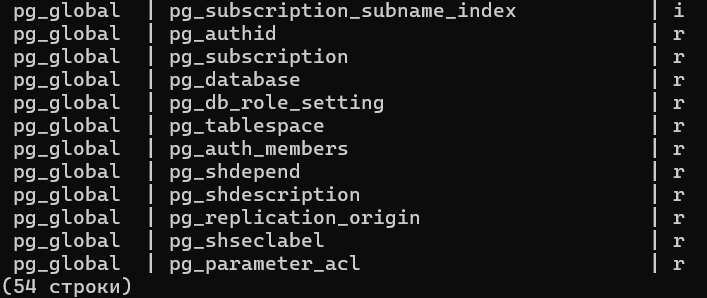 pg_global | pg_subscription_subname_index | i
pg_global | pg_authid | r
pg_global | pg_subscription | r
pg_global | pg_database | r
pg_global | pg_db_role_setting | r
pg_global | pg_tablespace | r
pg_global | pg_auth_members | r
pg_global | pg_shdepend | r
pg_global | pg_shdescription | r
pg_global | pg_replication_origin | r
pg_global | pg_shseclabel | r
pg_global | pg_parameter_acl | r
(54 строки)